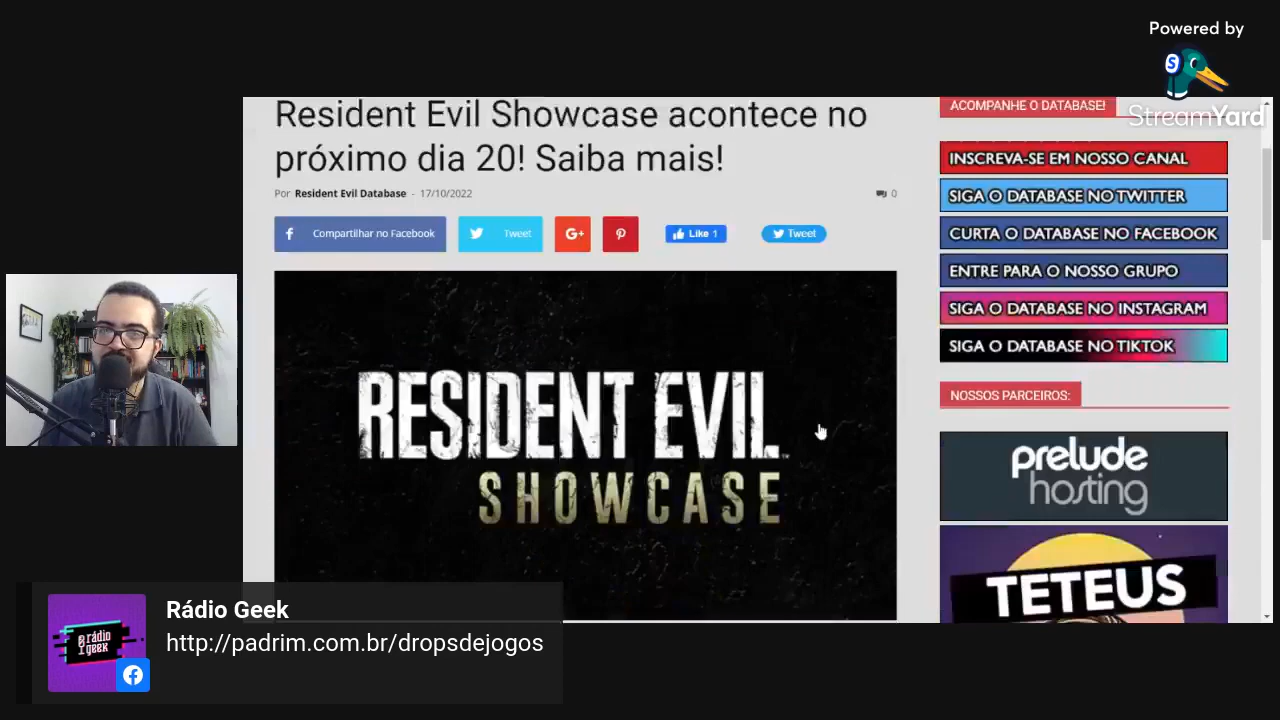 Powered by
StreamYard
Resident Evil Showcase acontece no
próximo dia 20! Saiba mais!
Por Resident Evil Database - 17/10/2022
0
Compartilhar no Facebook
Tweet
G+
Like 1
Tweet
RESIDENT EVIL
SHOWCASE
ACOMPANHE O DATABASE!
INSCREVA-SE EM NOSSO CANAL
SIGA O DATABASE NO TWITTER
CURTA O DATABASE NO FACEBOOK
ENTRE PARA O NOSSO GRUPO
SIGA O DATABASE NO INSTAGRAM
SIGA O DATABASE NO TIKTOK
NOSSOS PARCEIROS:
prelude
hosting
TETEUS
rádio
geek
Rádio Geek
http://padrim.com.br/dropsdejogos